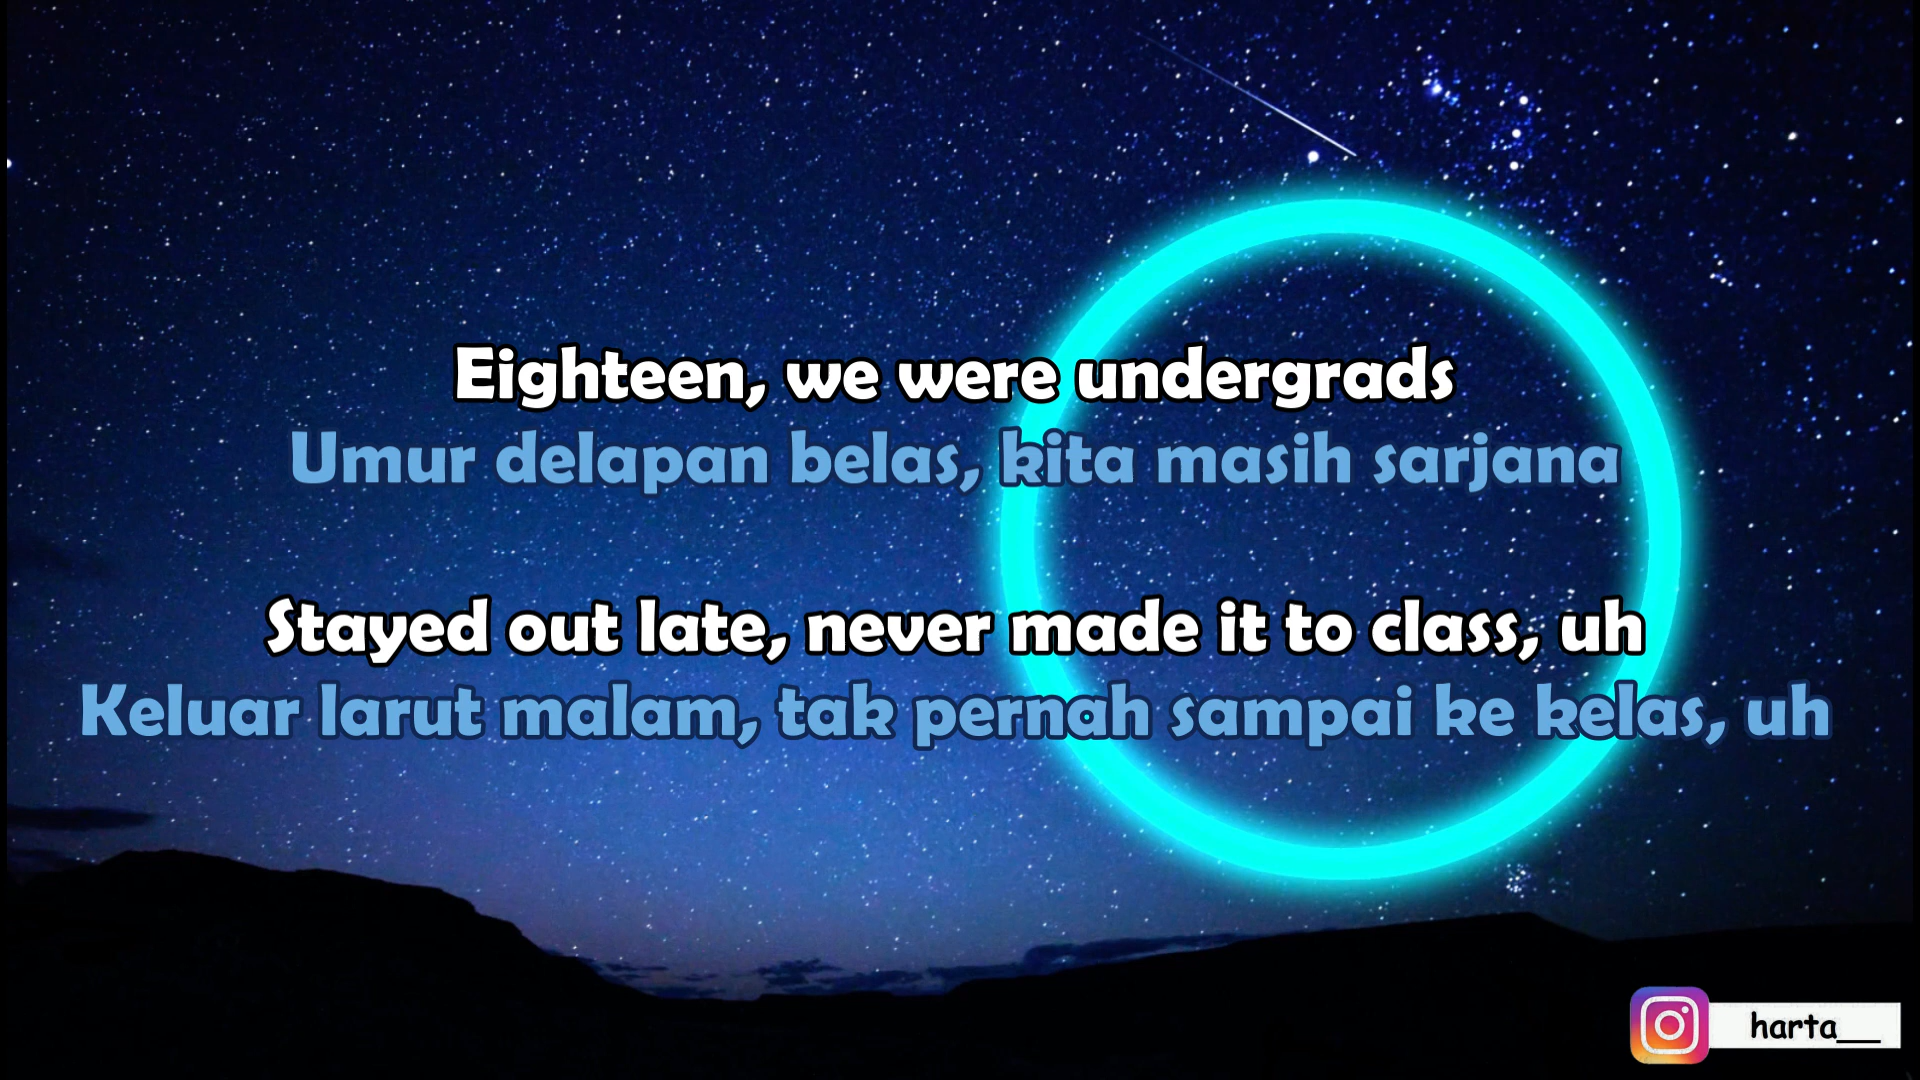 Eighteen, we were undergrads
Umur delapan belas, kita masih sarjana
Stayed out late, never made it to class, uh
Keluar larut malam, tak pernah sampai ke kelas, uh
harta__